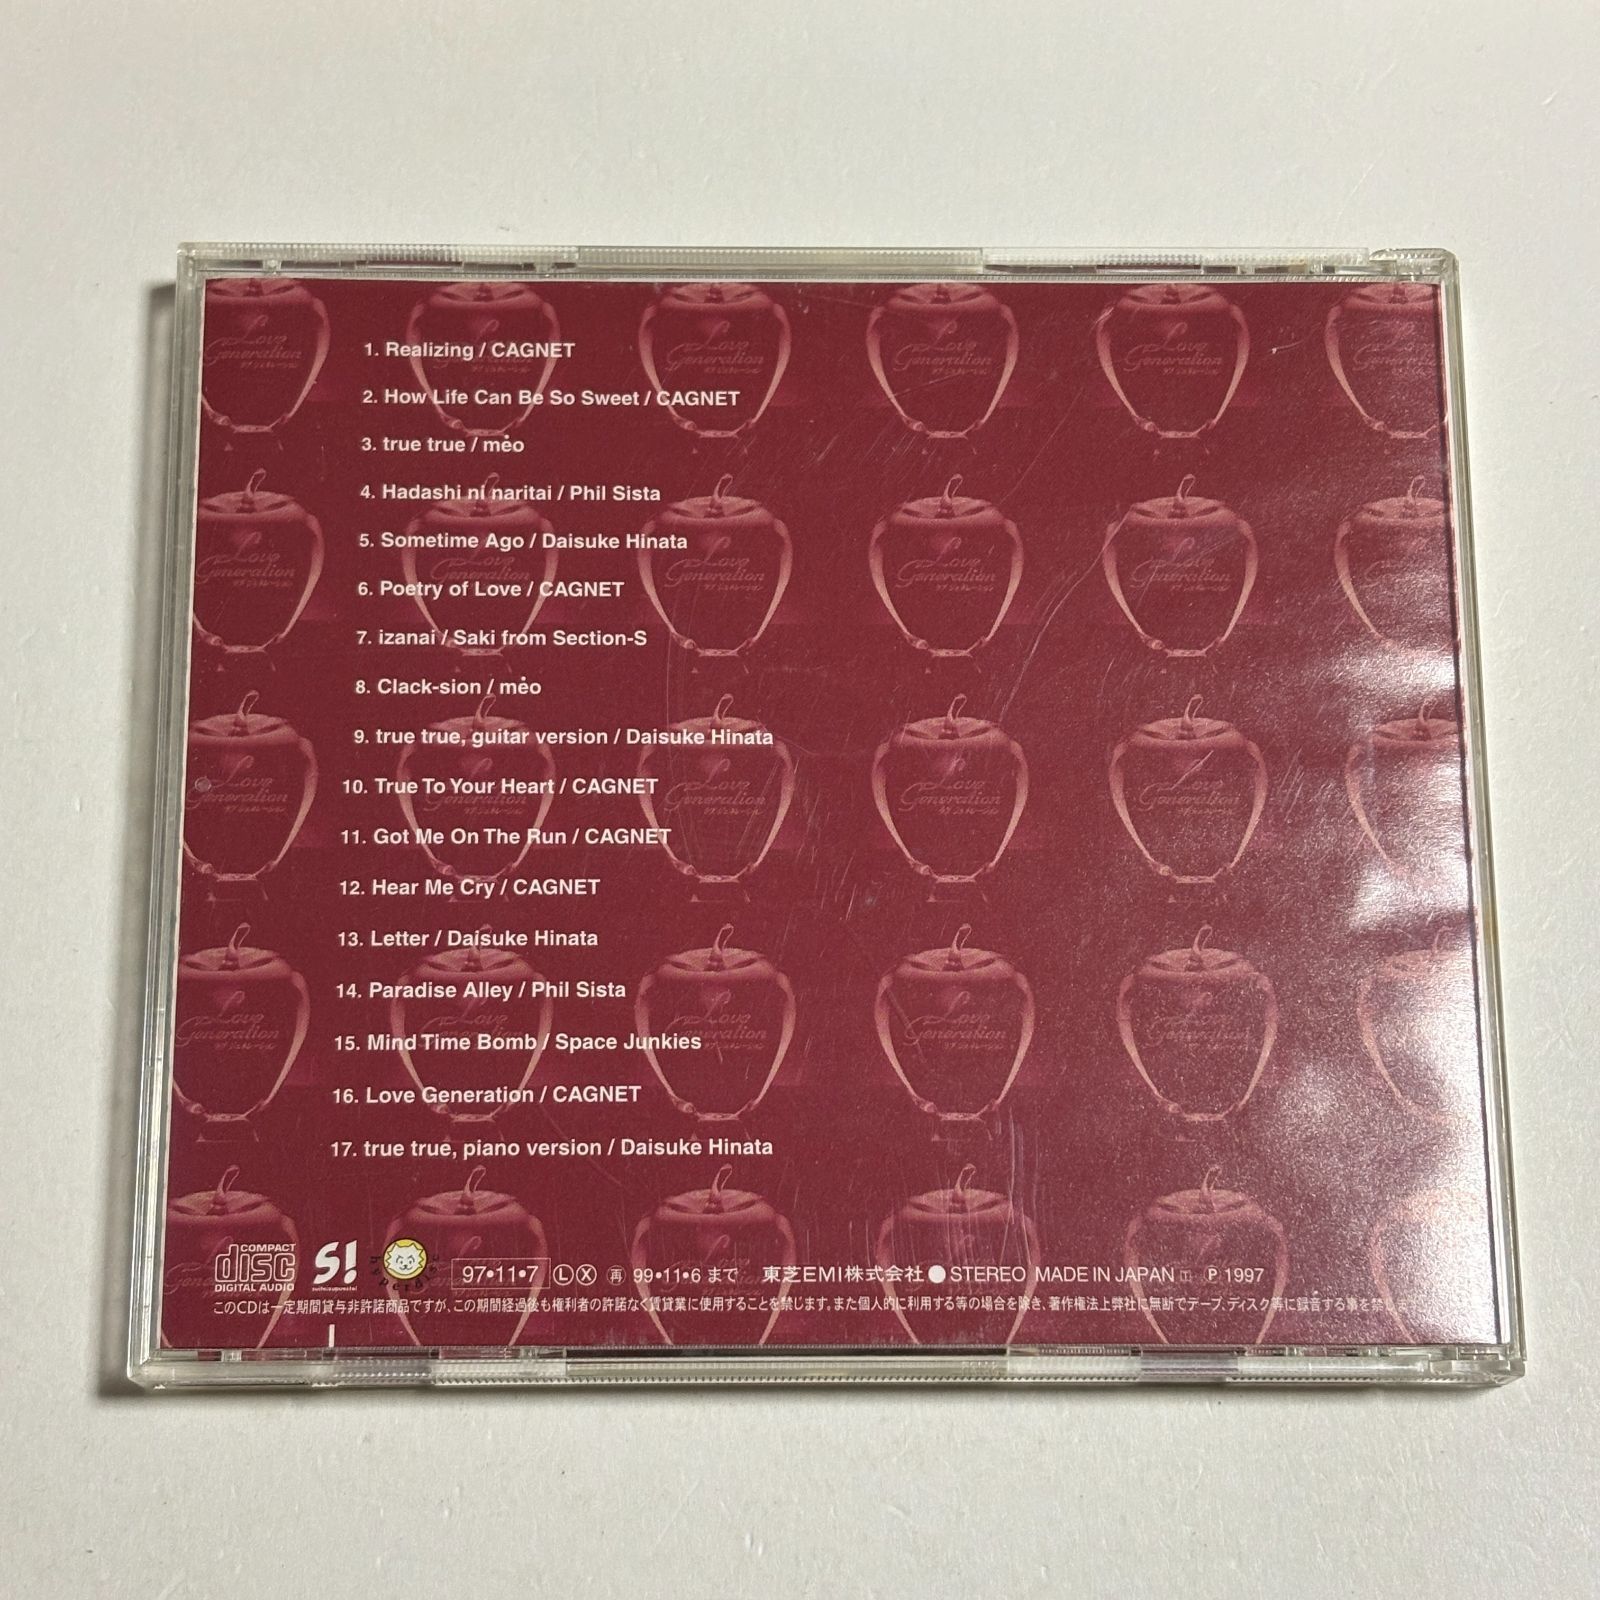 1. Realizing / CAGNET
2. How Life Can Be So Sweet / CAGNET
3. true true / mėo
4. Hadashi ni naritai / Phil Sista
5. Sometime Ago / Daisuke Hinata
6. Poetry of Love / CAGNET
7. izanai / Saki from Section-S
8. Clack-sion / mėo
9. true true, guitar version / Daisuke Hinata
10. True To Your Heart / CAGNET
11. Got Me On The Run / CAGNET
12. Hear Me Cry / CAGNET
13. Letter / Daisuke Hinata
14. Paradise Alley / Phil Sista
15. Mind Time Bomb / Space Junkies
16. Love Generation / CAGNET
17. true true, piano version / Daisuke Hinata
Love
Generation
COMPACT
disc
DIGITAL AUDIO
S!
97•11•7 Ⓛ Ⓧ ㊢ 99•11•6 まで 東芝EMI株式会社 ● STEREO MADE IN JAPAN Ⓣ Ⓟ 1997
このCDは一定期間貸与非許諾商品ですが、この期間経過後も権利者の許諾なく賃貸業に使用することを禁じます。また個人的に利用する等の場合を除き、著作権法上弊社に無断でテープ、ディスク等に録音する事を禁じます